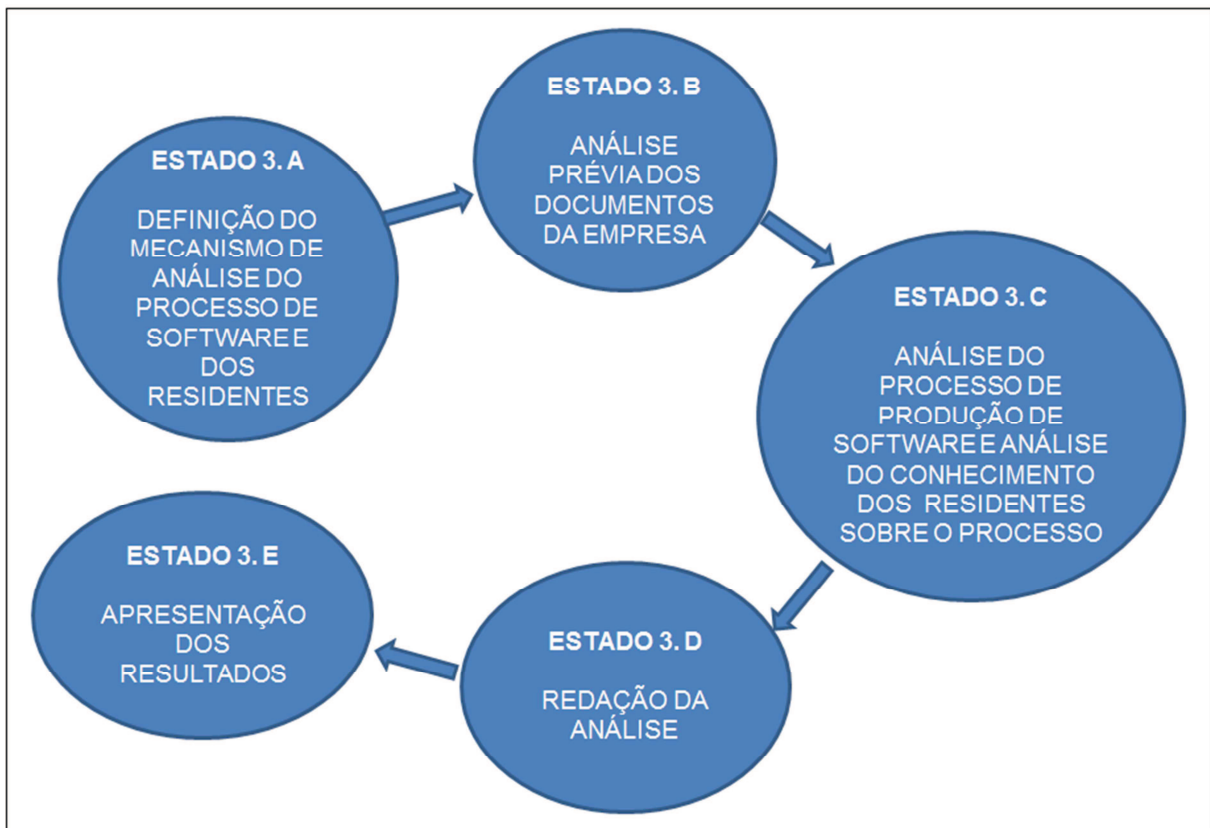 ESTADO 3. A
DEFINIÇÃO DO
MECANISMO DE
ANÁLISE DO
PROCESSO DE
SOFTWARE E
DOS
RESIDENTES
ESTADO 3. B
ANÁLISE
PRÉVIA DOS
DOCUMENTOS
DA EMPRESA
ESTADO 3. C
ANÁLISE DO
PROCESSO DE
PRODUÇÃO DE
SOFTWARE E ANÁLISE
DO CONHECIMENTO
DOS RESIDENTES
SOBRE O PROCESSO
ESTADO 3. D
REDAÇÃO DA
ANÁLISE
ESTADO 3. E
APRESENTAÇÃO
DOS
RESULTADOS